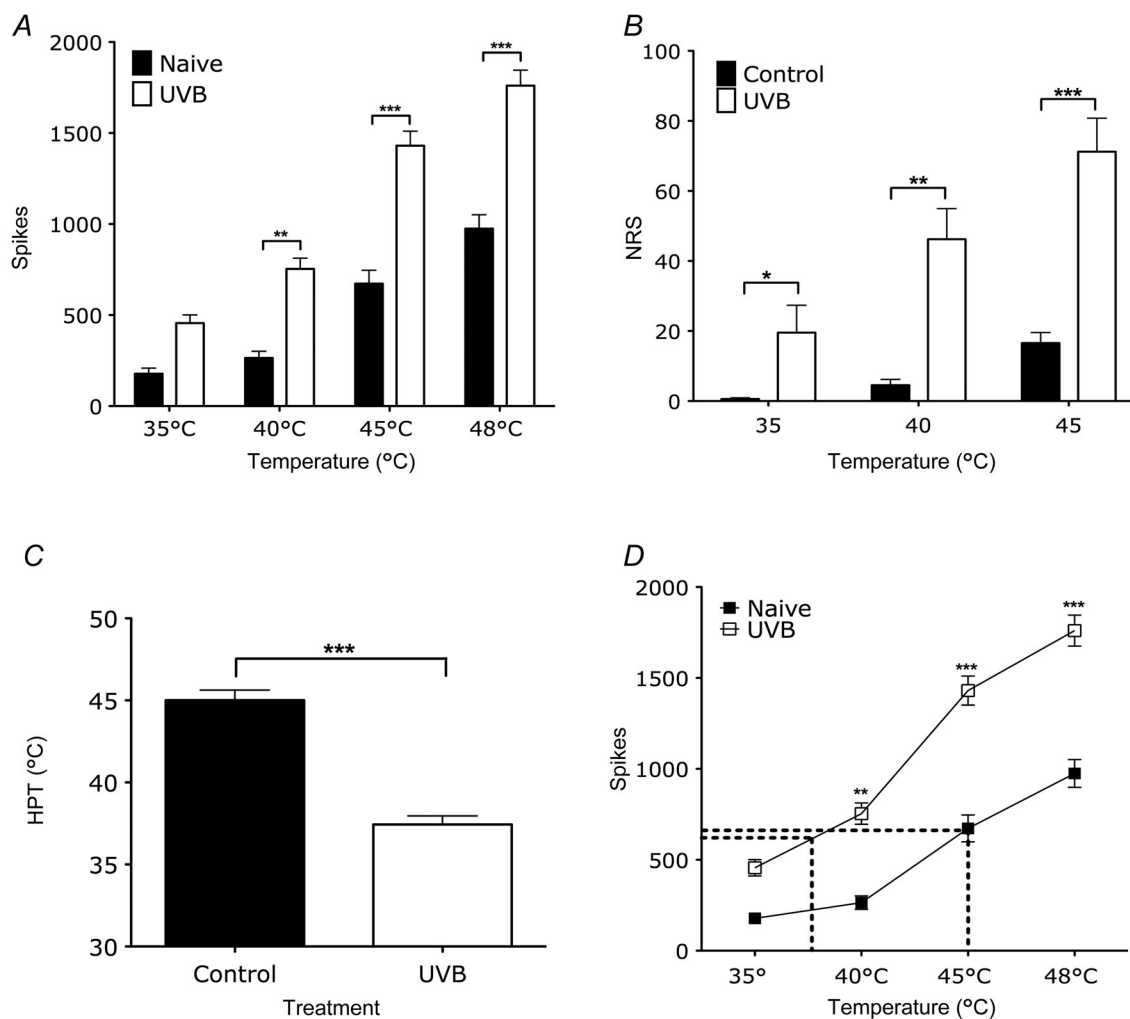 A
Spikes
2000
1500
1000
500
0
Naive
UVB
**
***
***
35°C 40°C 45°C 48°C
Temperature (°C)
B
NRS
100
80
60
40
20
0
Control
UVB
*
**
***
35 40 45
Temperature (°C)
C
HPT (°C)
50
45
40
35
30
***
Control UVB
Treatment
D
Spikes
2000
1500
1000
500
0
Naive
UVB
**
***
***
35° 40°C 45°C 48°C
Temperature (°C)